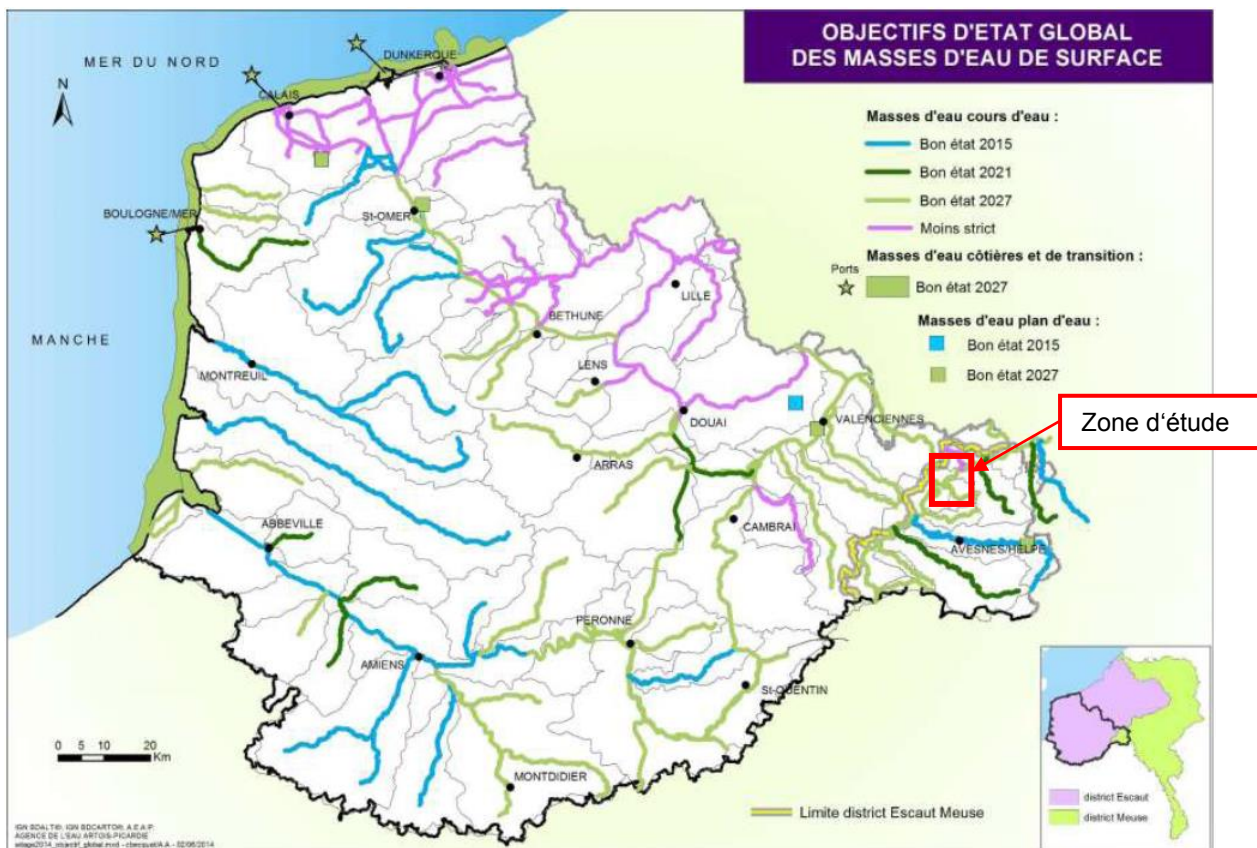 OBJECTIFS D'ETAT GLOBAL
DES MASSES D'EAU DE SURFACE
MER DU NORD
DUNKERQUE
N
CALAIS
Masses d'eau cours d'eau :
Bon état 2015
Bon état 2021
Bon état 2027
Moins strict
BOULOGNE/MER
St-OMER
Masses d'eau côtières et de transition :
Ports
Bon état 2027
LILLE
Masses d'eau plan d'eau :
Bon état 2015
Bon état 2027
MANCHE
BETHUNE
MONTREUIL
LENS
DOUAI
VALENCIENNES
Zone d'étude
ARRAS
CAMBRAI
ABBEVILLE
AVESNES/HELPE
PERONNE
AMIENS
St-QUENTIN
0 5 10 20
Km
MONTDIDIER
Limite district Escaut Meuse
district Escaut
district Meuse
AGENCE DE L'EAU ARTOIS-PICARDIE